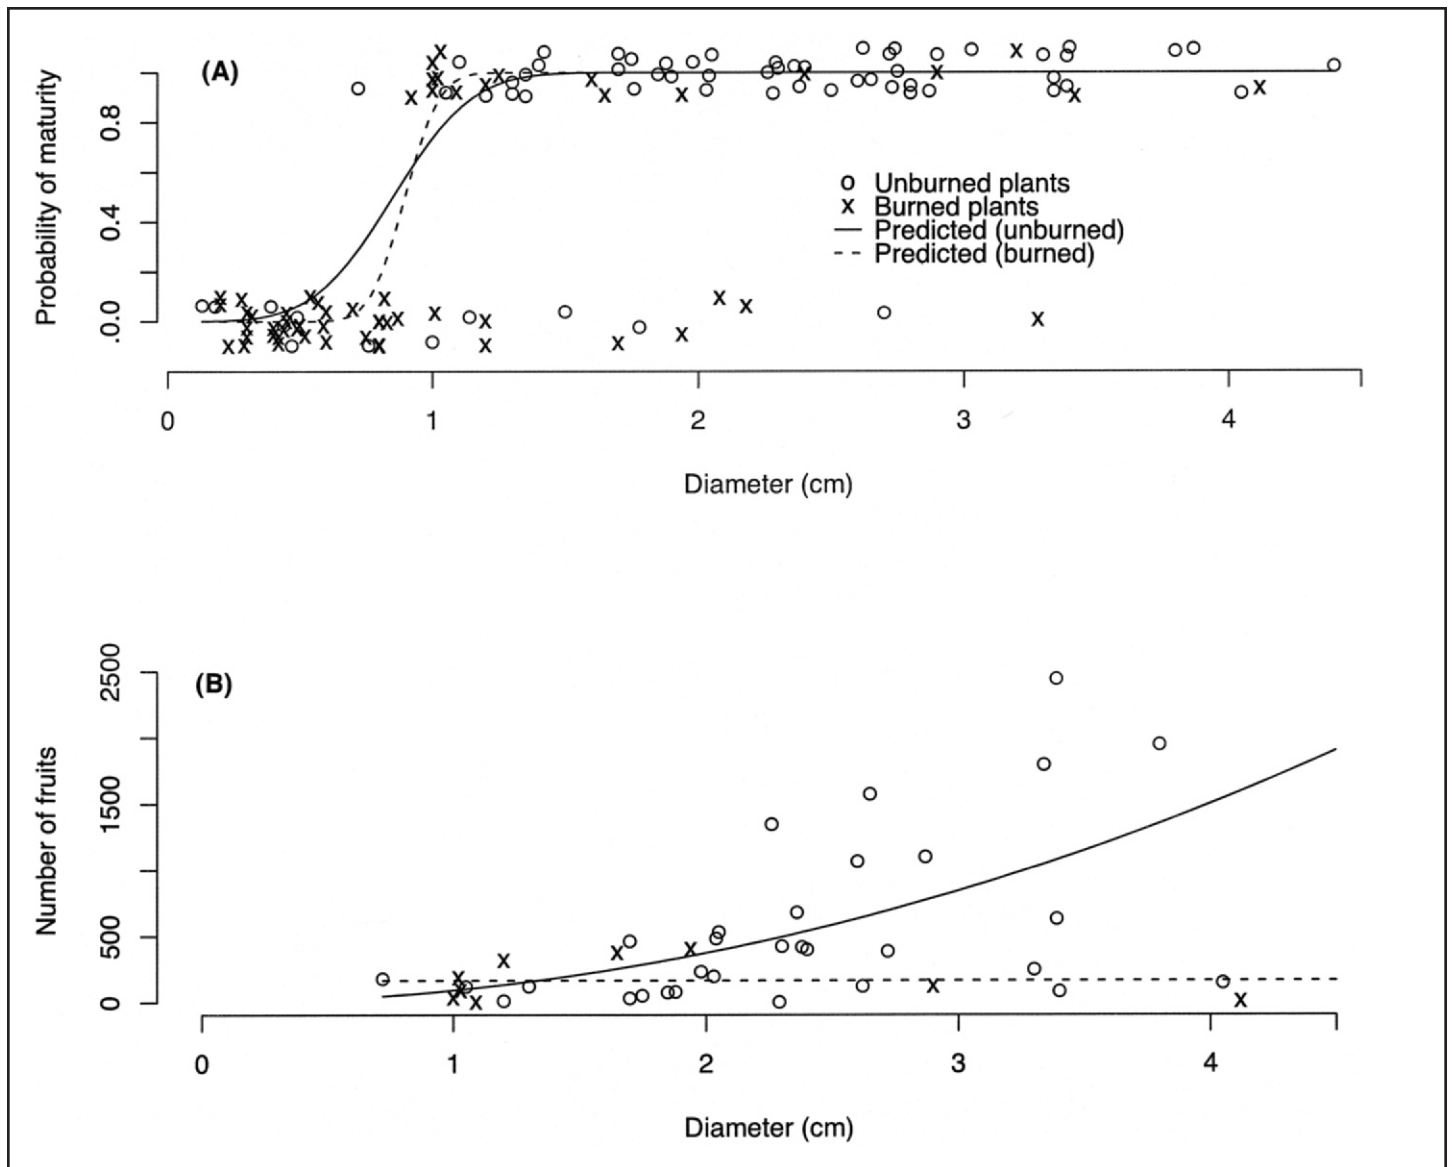 (A)
Probability of maturity
0.8
0.4
0.0
o Unburned plants
x Burned plants
— Predicted (unburned)
-- Predicted (burned)
0 1 2 3 4
Diameter (cm)
(B)
Number of fruits
2500
1500
500
0
0 1 2 3 4
Diameter (cm)